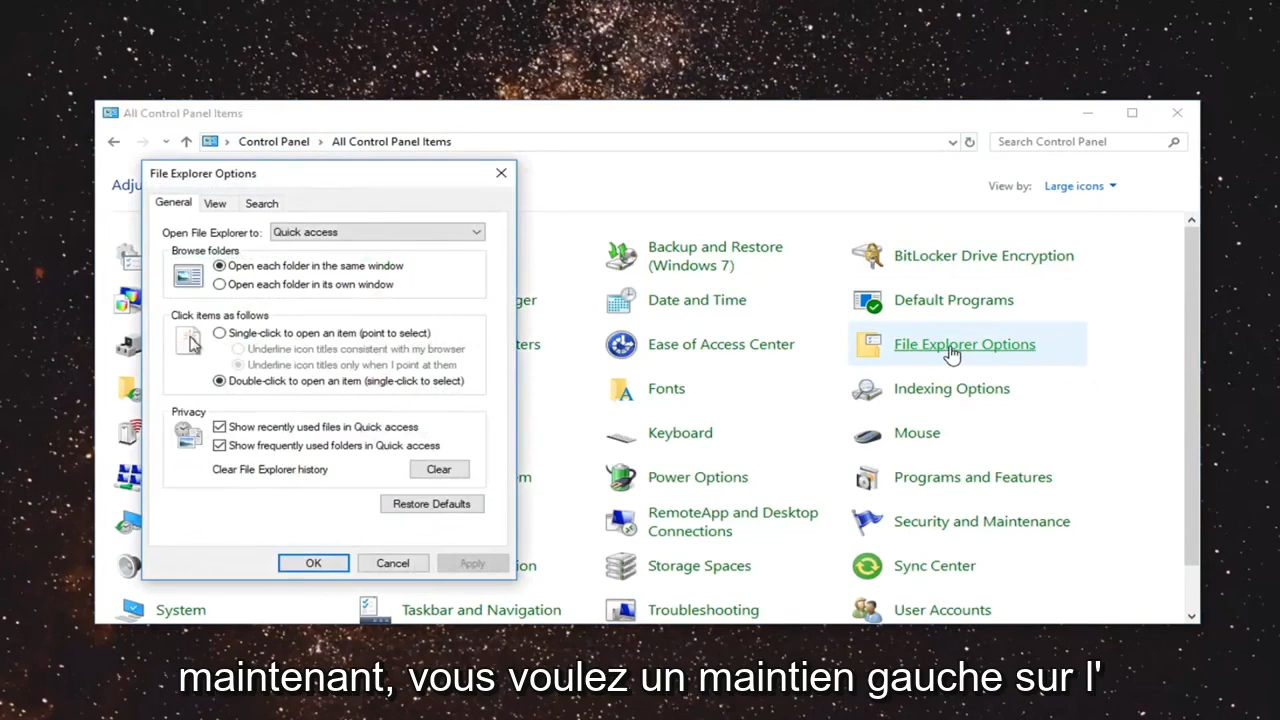 All Control Panel Items
Control Panel > All Control Panel Items
Search Control Panel
Adju
View by: Large icons
File Explorer Options
General View Search
Open File Explorer to: Quick access
Browse folders
Open each folder in the same window
Open each folder in its own window
Click items as follows
Single-click to open an item (point to select)
Underline icon titles consistent with my browser
Underline icon titles only when I point at them
Double-click to open an item (single-click to select)
Privacy
Show recently used files in Quick access
Show frequently used folders in Quick access
Clear File Explorer history Clear
Restore Defaults
OK Cancel Apply
Backup and Restore
(Windows 7)
BitLocker Drive Encryption
ger
Date and Time
Default Programs
ters
Ease of Access Center
File Explorer Options
Fonts
Indexing Options
Keyboard
Mouse
em
Power Options
Programs and Features
RemoteApp and Desktop
Connections
Security and Maintenance
ion
Storage Spaces
Sync Center
System
Taskbar and Navigation
Troubleshooting
User Accounts
maintenant, vous voulez un maintien gauche sur l'